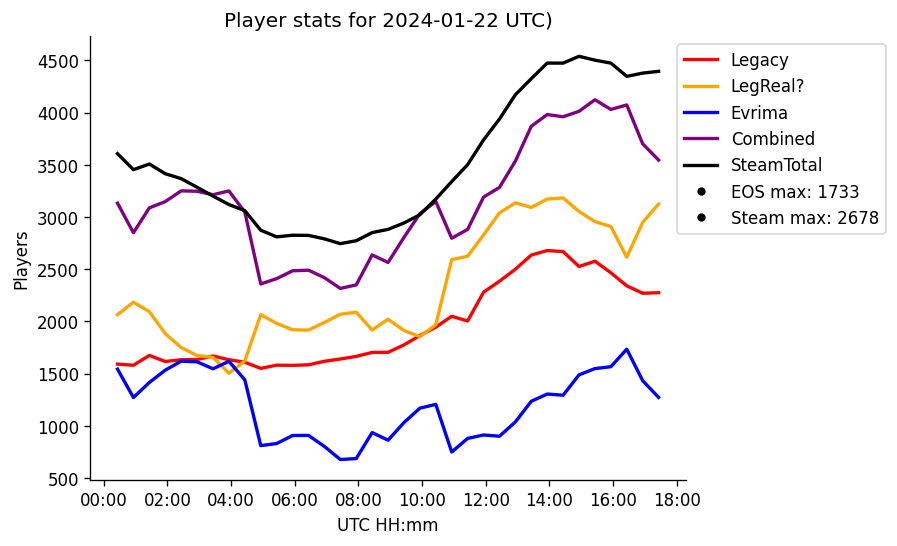 Player stats for 2024-01-22 UTC)
Players
4500
4000
3500
3000
2500
2000
1500
1000
500
00:00 02:00 04:00 06:00 08:00 10:00 12:00 14:00 16:00 18:00
UTC HH:mm
Legacy
LegReal?
Evrima
Combined
SteamTotal
EOS max: 1733
Steam max: 2678